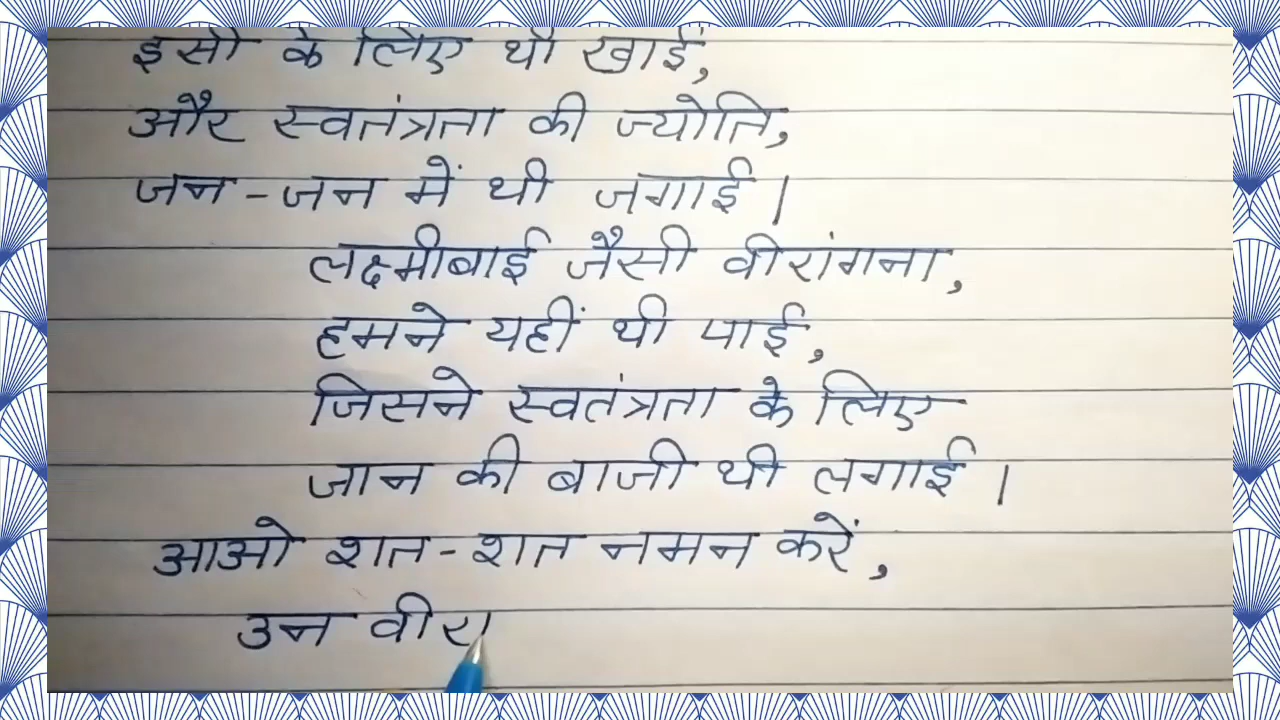 इसी के लिए थी खाई,
और स्वतंत्रता की ज्योति,
जन-जन में थी जगाई।
लक्ष्मीबाई जैसी वीरांगना,
हमने यहीं थी पाई,
जिसने स्वतंत्रता के लिए
जान की बाजी थी लगाई।
आओ शत-शत नमन करें,
उन वीरा